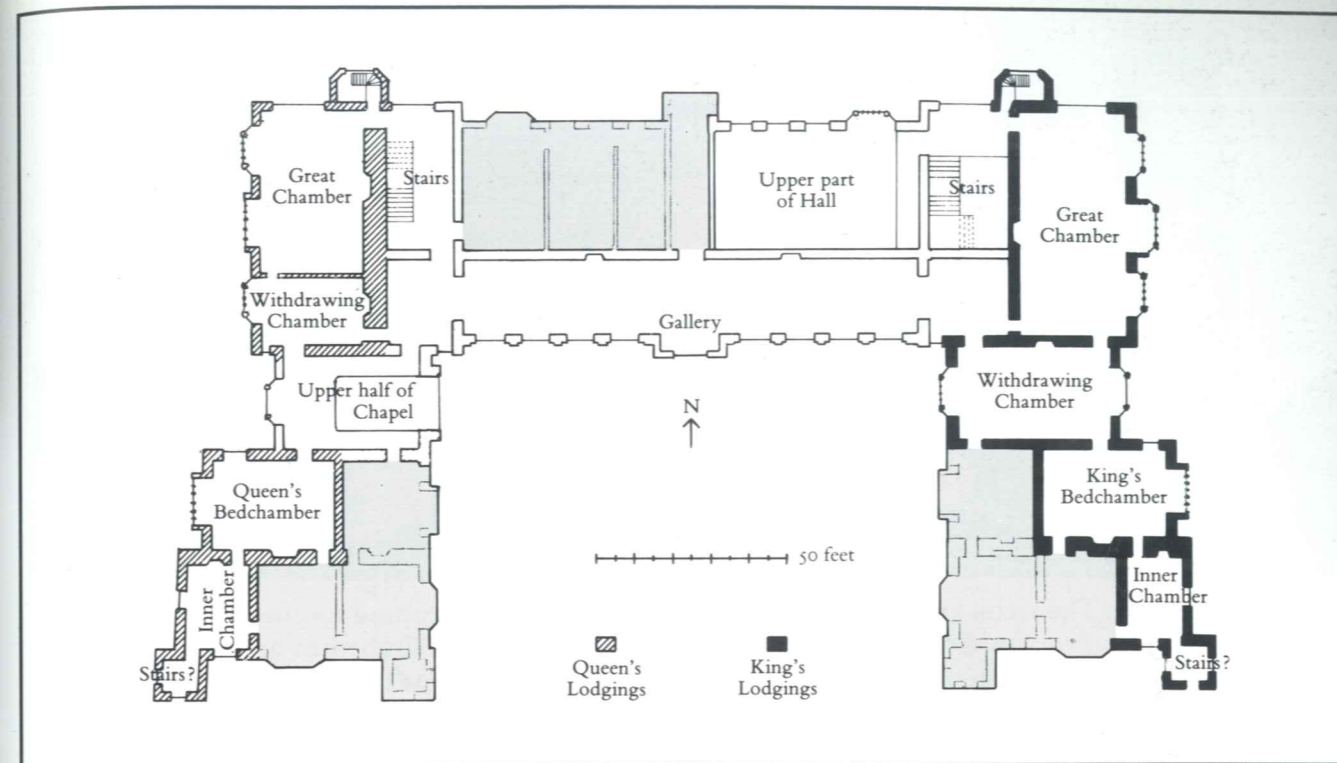 Great
Chamber
Stairs
Upper part
of Hall
Stairs
Great
Chamber
Withdrawing
Chamber
Gallery
Upper half of
Chapel
N
Withdrawing
Chamber
Queen's
Bedchamber
King's
Bedchamber
50 feet
Inner
Chamber
Inner
Chamber
Stairs?
Queen's
Lodgings
King's
Lodgings
Stairs?